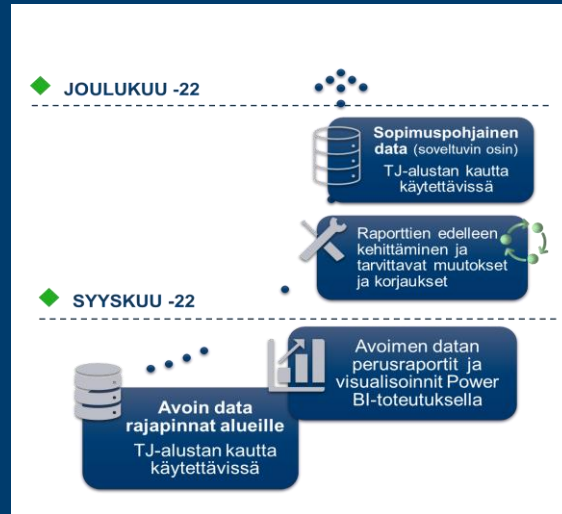 JOULUKUU -22
Sopimuspohjainen
data (soveltuvin osin)
TJ-alustan kautta
käytettävissä
Raporttien edelleen
kehittäminen ja
tarvittavat muutokset
ja korjaukset
SYYSKUU -22
Avoimen datan
perusraportit ja
visualisoinnit Power
BI-toteutuksella
Avoin data
rajapinnat alueille
TJ-alustan kautta
käytettävissä